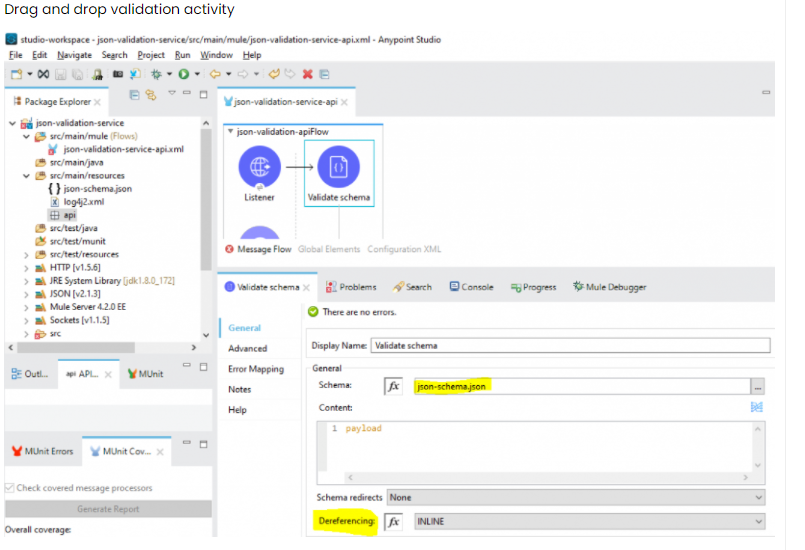 Drag and drop validation activity
studio-workspace - json-validation-service/src/main/mule/json-validation-service-api.xml - Anypoint Studio
File Edit Navigate Search Project Run Window Help
Package Explorer
json-validation-service-api
json-validation-service
src/main/mule (Flows)
json-validation-service-api.xml
src/main/java
src/main/resources
json-schema.json
log4j2.xml
api
src/test/java
src/test/munit
src/test/resources
HTTP [v1.5.6]
JRE System Library [jdk1.8.0_172]
JSON [v2.1.3]
Mule Server 4.2.0 EE
Sockets [v1.1.5]
src
json-validation-apiFlow
Listener
Validate schema
Message Flow Global Elements Configuration XML
Validate schema Problems Search Console Progress Mule Debugger
There are no errors.
General
Advanced
Error Mapping
Notes
Help
Display Name: Validate schema
General
Schema: fx json-schema.json ...
Content:
1 payload
Schema redirects None
Dereferencing: fx INLINE
Outl... api API... MUnit
MUnit Errors MUnit Cov...
Check covered message processors
Generate Report
Overall coverage: